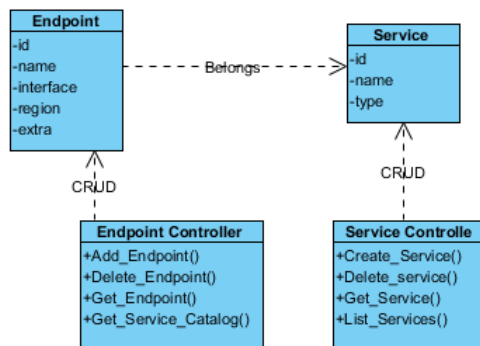 Endpoint
-id
-name
-interface
-region
-extra
Belongs
Service
-id
-name
-type
CRUD
CRUD
Endpoint Controller
+Add_Endpoint()
+Delete_Endpoint()
+Get_Endpoint()
+Get_Service_Catalog()
Service Controlle
+Create_Service()
+Delete_service()
+Get_Service()
+List_Services()